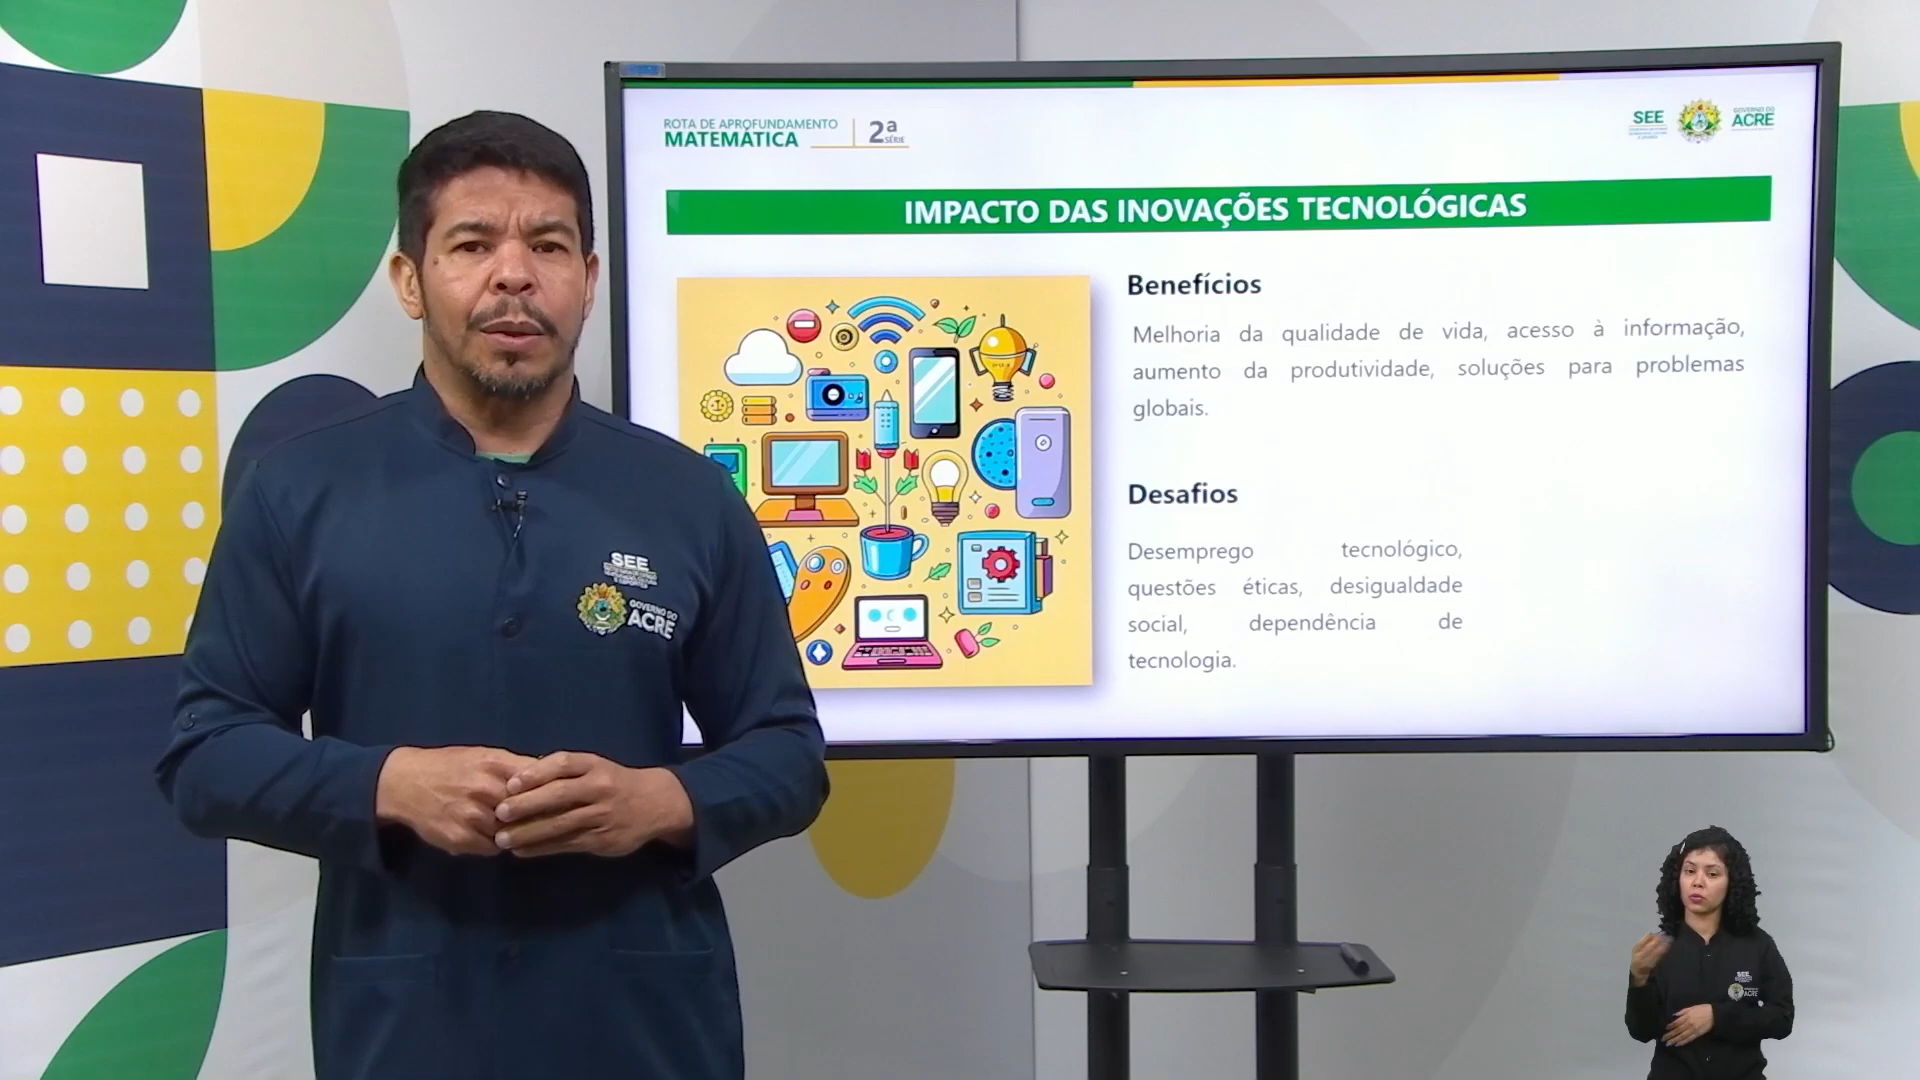 ROTA DE APROFUNDAMENTO
MATEMÁTICA
2ª
SÉRIE
SEE
GOVERNO DO
ACRE
IMPACTO DAS INOVAÇÕES TECNOLÓGICAS
Benefícios
Melhoria da qualidade de vida, acesso à informação,
aumento da produtividade, soluções para problemas
globais.
Desafios
Desemprego tecnológico,
questões éticas, desigualdade
social, dependência de
tecnologia.
SEE
GOVERNO DO
ACRE
SEE
ACRE